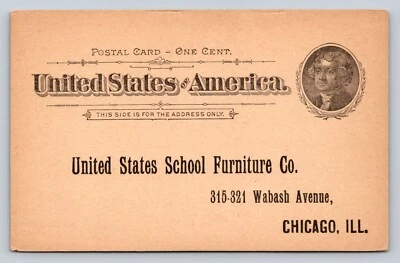 POSTAL CARD – ONE CENT.
United States of America.
THIS SIDE IS FOR THE ADDRESS ONLY.
United States School Furniture Co.
315-321 Wabash Avenue,
CHICAGO, ILL.